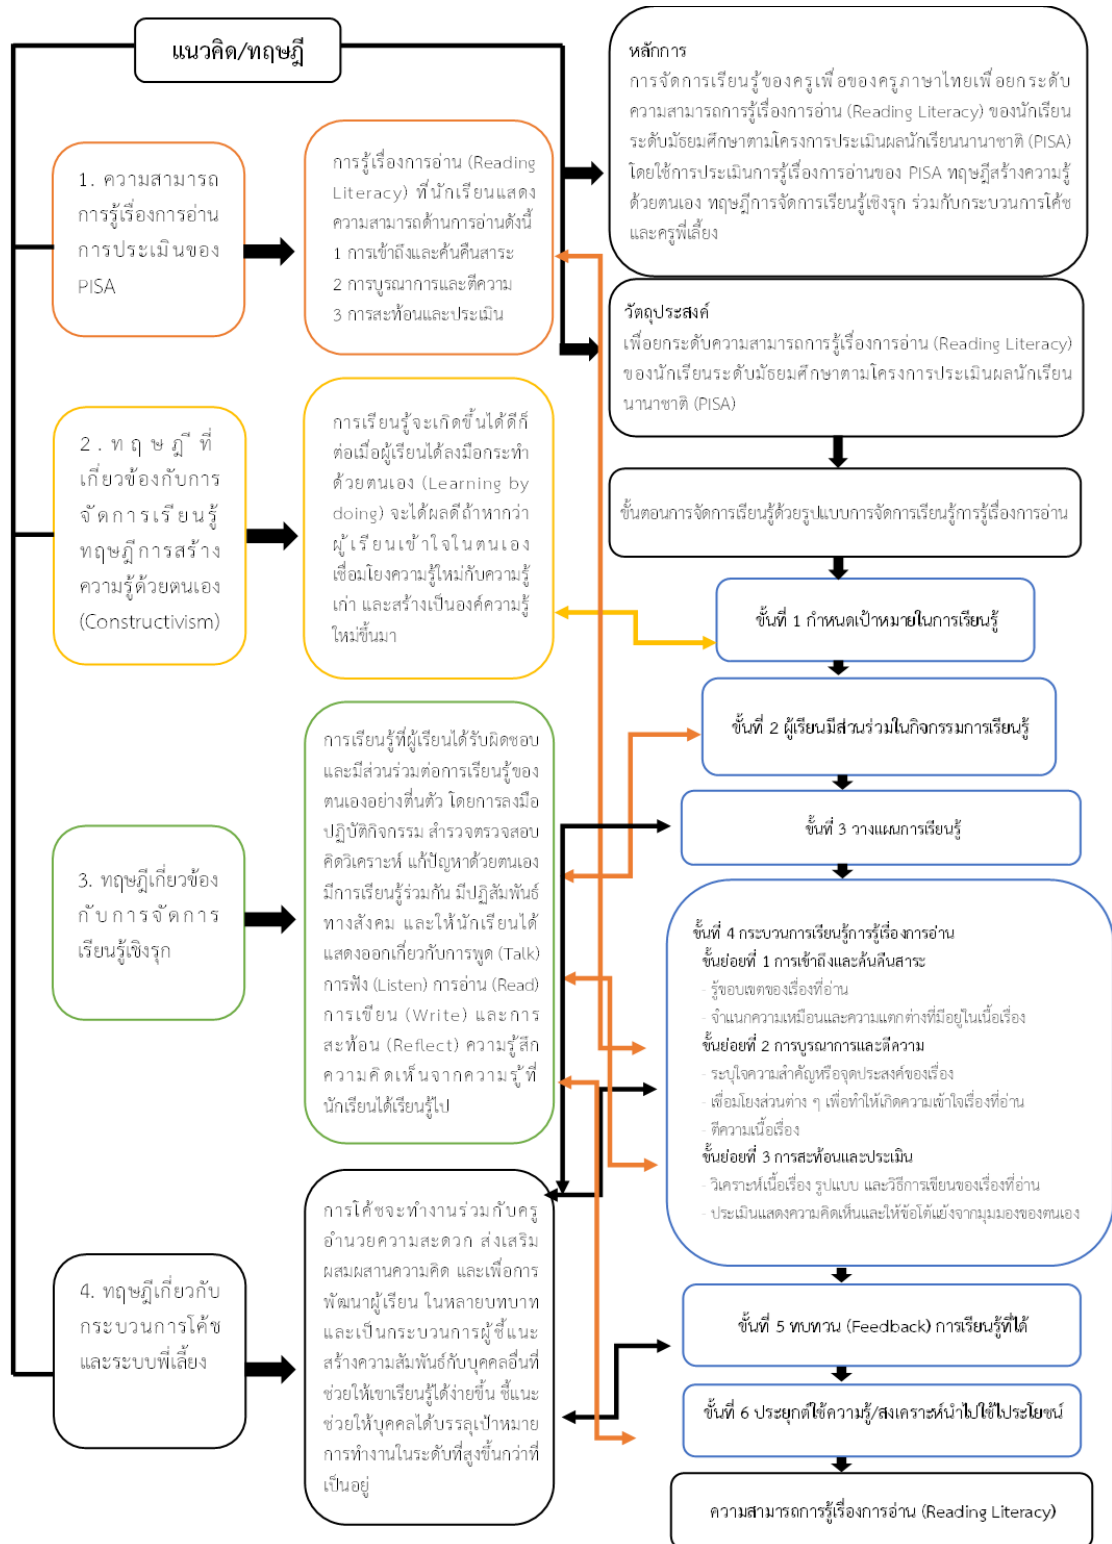 แนวคิด/ทฤษฎี
1. ความสามารถ
การรู้เรื่องการอ่าน
การประเมินของ
PISA
การรู้เรื่องการอ่าน (Reading
Literacy) ที่นักเรียนแสดง
ความสามารถด้านการอ่านดังนี้
1 การเข้าถึงและค้นคืนสาระ
2 การบูรณาการและตีความ
3 การสะท้อนและประเมิน
2. ทฤษฎีที่
เกี่ยวข้องกับการ
จัดการเรียนรู้
ทฤษฎีการสร้าง
ความรู้ด้วยตนเอง
(Constructivism)
การเรียนรู้จะเกิดขึ้นได้ดีก็
ต่อเมื่อผู้เรียนได้ลงมือกระทำ
ด้วยตนเอง (Learning by
doing) จะได้ผลดีถ้าหากว่า
ผู้เรียนเข้าใจในตนเอง
เชื่อมโยงความรู้ใหม่กับความรู้
เก่า และสร้างเป็นองค์ความรู้
ใหม่ขึ้นมา
3. ทฤษฎีเกี่ยวข้อง
กับการจัดการ
เรียนรู้เชิงรุก
การเรียนรู้ที่ผู้เรียนได้รับผิดชอบ
และมีส่วนร่วมต่อการเรียนรู้ของ
ตนเองอย่างตื่นตัว โดยการลงมือ
ปฏิบัติกิจกรรม สำรวจตรวจสอบ
คิดวิเคราะห์ แก้ปัญหาด้วยตนเอง
มีการเรียนรู้ร่วมกัน มีปฏิสัมพันธ์
ทางสังคม และให้นักเรียนได้
แสดงออกเกี่ยวกับการพูด (Talk)
การฟัง (Listen) การอ่าน (Read)
การเขียน (Write) และการ
สะท้อน (Reflect) ความรู้สึก
ความคิดเห็นจากความรู้ที่
นักเรียนได้เรียนรู้ไป
4. ทฤษฎีเกี่ยวกับ
กระบวนการโค้ช
และระบบพี่เลี้ยง
การโค้ชจะทำงานร่วมกับครู
อำนวยความสะดวก ส่งเสริม
ผสมผสานความคิด และเพื่อการ
พัฒนาผู้เรียน ในหลายบทบาท
และเป็นกระบวนการผู้ชี้แนะ
สร้างความสัมพันธ์กับบุคคลอื่นที่
ช่วยให้เขาเรียนรู้ได้ง่ายขึ้น ชี้แนะ
ช่วยให้บุคคลได้บรรลุเป้าหมาย
การทำงานในระดับที่สูงขึ้นกว่าที่
เป็นอยู่
หลักการ
การจัดการเรียนรู้ของครูเพื่อของครูภาษาไทยเพื่อยกระดับ
ความสามารถการรู้เรื่องการอ่าน (Reading Literacy) ของนักเรียน
ระดับมัธยมศึกษาตามโครงการประเมินผลนักเรียนนานาชาติ (PISA)
โดยใช้การประเมินการรู้เรื่องการอ่านของ PISA ทฤษฎีสร้างความรู้
ด้วยตนเอง ทฤษฎีการจัดการเรียนรู้เชิงรุก ร่วมกับกระบวนการโค้ช
และครูพี่เลี้ยง
วัตถุประสงค์
เพื่อยกระดับความสามารถการรู้เรื่องการอ่าน (Reading Literacy)
ของนักเรียนระดับมัธยมศึกษาตามโครงการประเมินผลนักเรียน
นานาชาติ (PISA)
ขั้นตอนการจัดการเรียนรู้ด้วยรูปแบบการจัดการเรียนรู้การรู้เรื่องการอ่าน
ขั้นที่ 1 กำหนดเป้าหมายในการเรียนรู้
ขั้นที่ 2 ผู้เรียนมีส่วนร่วมในกิจกรรมการเรียนรู้
ขั้นที่ 3 วางแผนการเรียนรู้
ขั้นที่ 4 กระบวนการเรียนรู้การรู้เรื่องการอ่าน
ขั้นย่อยที่ 1 การเข้าถึงและค้นคืนสาระ
- รู้ขอบเขตของเรื่องที่อ่าน
- จำแนกความเหมือนและความแตกต่างที่มีอยู่ในเนื้อเรื่อง
ขั้นย่อยที่ 2 การบูรณาการและตีความ
- ระบุใจความสำคัญหรือจุดประสงค์ของเรื่อง
- เชื่อมโยงส่วนต่าง ๆ เพื่อทำให้เกิดความเข้าใจเรื่องที่อ่าน
- ตีความเนื้อเรื่อง
ขั้นย่อยที่ 3 การสะท้อนและประเมิน
- วิเคราะห์เนื้อเรื่อง รูปแบบ และวิธีการเขียนของเรื่องที่อ่าน
- ประเมินแสดงความคิดเห็นและให้ข้อโต้แย้งจากมุมมองของตนเอง
ขั้นที่ 5 ทบทวน (Feedback) การเรียนรู้ที่ได้
ขั้นที่ 6 ประยุกต์ใช้ความรู้/สงเคราะห์นำไปใช้ไประโยชน์
ความสามารถการรู้เรื่องการอ่าน (Reading Literacy)